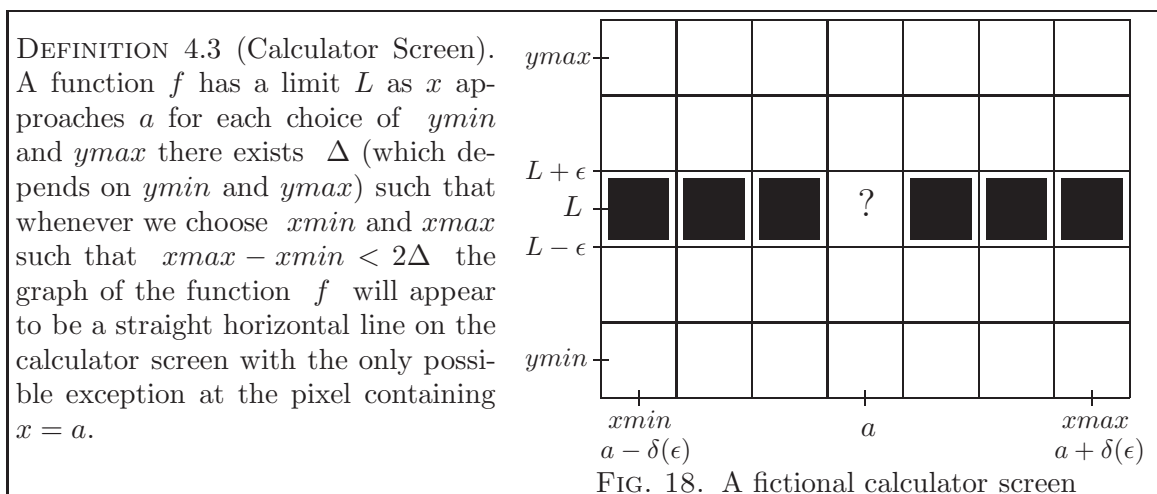 DEFINITION 4.3 (Calculator Screen).
A function f has a limit L as x ap-
proaches a for each choice of ymin
and ymax there exists Δ (which de-
pends on ymin and ymax) such that
whenever we choose xmin and xmax
such that xmax − xmin < 2Δ the
graph of the function f will appear
to be a straight horizontal line on the
calculator screen with the only possi-
ble exception at the pixel containing
x = a.
ymax
L + ϵ
L
?
L − ϵ
ymin
xmin a xmax
a − δ(ϵ) a + δ(ϵ)
FIG. 18. A fictional calculator screen